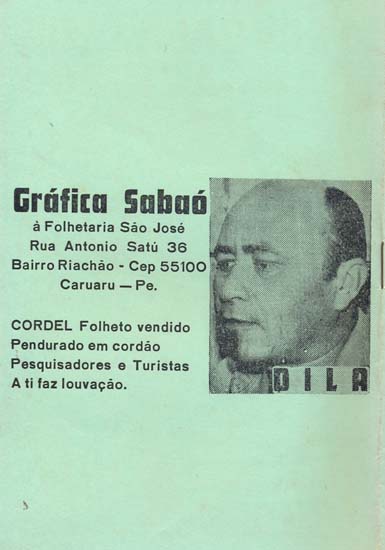 Gráfica Sabaó
à Folhetaria São José
Rua Antonio Satú 36
Bairro Riachão - Cep 55100
Caruaru — Pe.
CORDEL Folheto vendido
Pendurado em cordão
Pesquisadores e Turistas
A ti faz louvação.
DILA